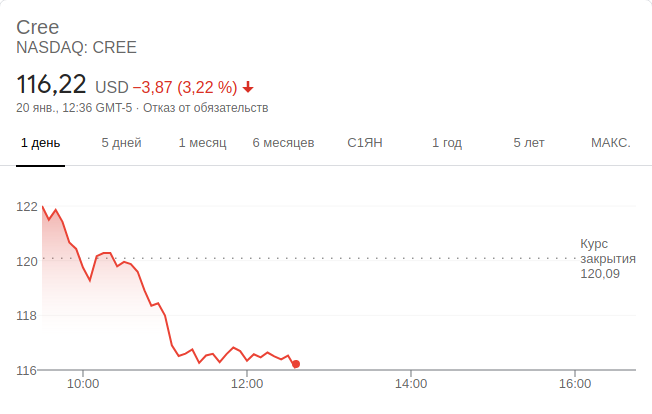 Cree
NASDAQ: CREE
116,22 USD −3,87 (3,22 %)
20 янв., 12:36 GMT-5 · Отказ от обязательств
1 день 5 дней 1 месяц 6 месяцев С1ЯН 1 год 5 лет МАКС.
122
Курс
закрытия
120,09
120
118
116
10:00 12:00 14:00 16:00